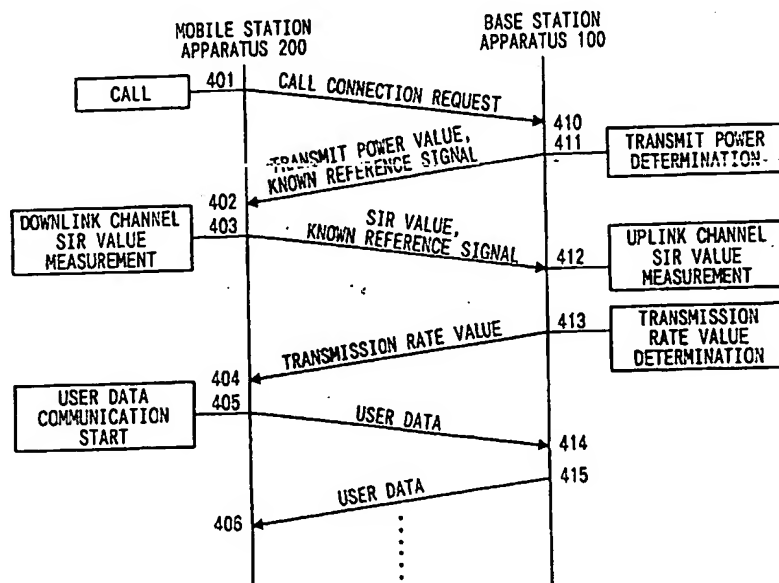 MOBILE STATION
APPARATUS 200
BASE STATION
APPARATUS 100
401
CALL
CALL CONNECTION REQUEST
410
411
TRANSMIT POWER
DETERMINATION
TRANSMIT POWER VALUE,
KNOWN REFERENCE SIGNAL
402
403
DOWNLINK CHANNEL
SIR VALUE
MEASUREMENT
SIR VALUE,
KNOWN REFERENCE SIGNAL
412
UPLINK CHANNEL
SIR VALUE
MEASUREMENT
413
TRANSMISSION
RATE VALUE
DETERMINATION
TRANSMISSION RATE VALUE
404
405
USER DATA
COMMUNICATION
START
USER DATA
414
415
USER DATA
406